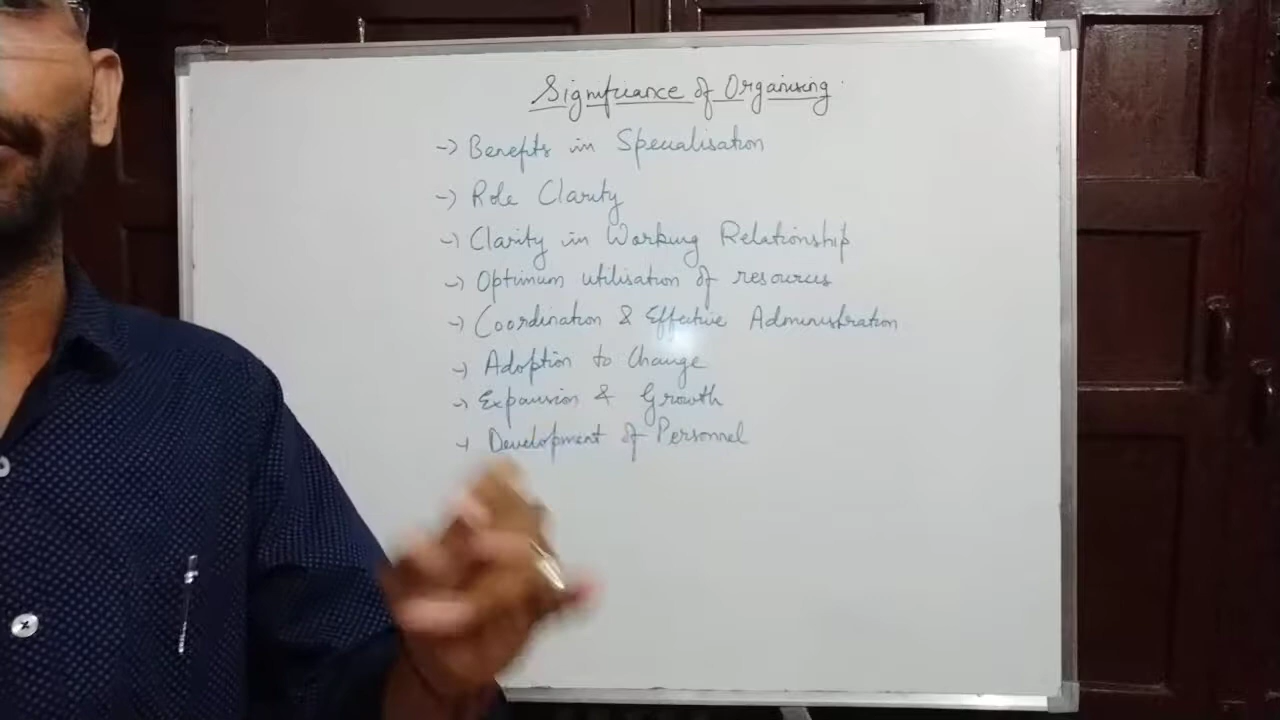 Significance of Organising
-> Benefits in Specialisation
-> Role Clarity
-> Clarity in Working Relationship
-> Optimum utilisation of resources
-> Coordination & Effective Administration
-> Adoption to Change
-> Expansion & Growth
-> Development of Personnel